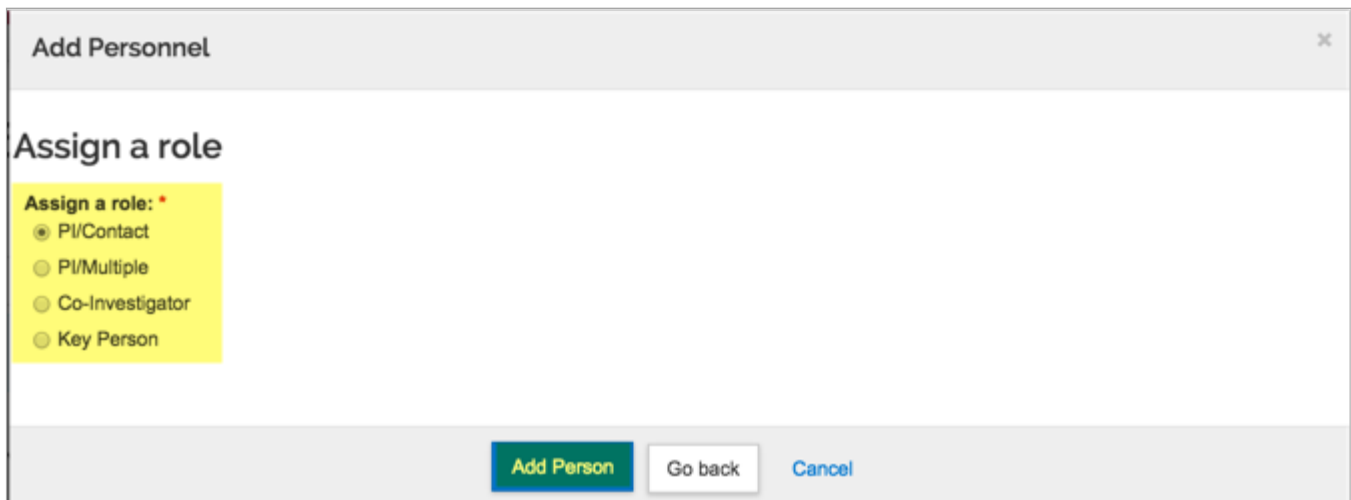 Add Personnel
×
Assign a role
Assign a role: *
PI/Contact
PI/Multiple
Co-Investigator
Key Person
Add Person
Go back
Cancel